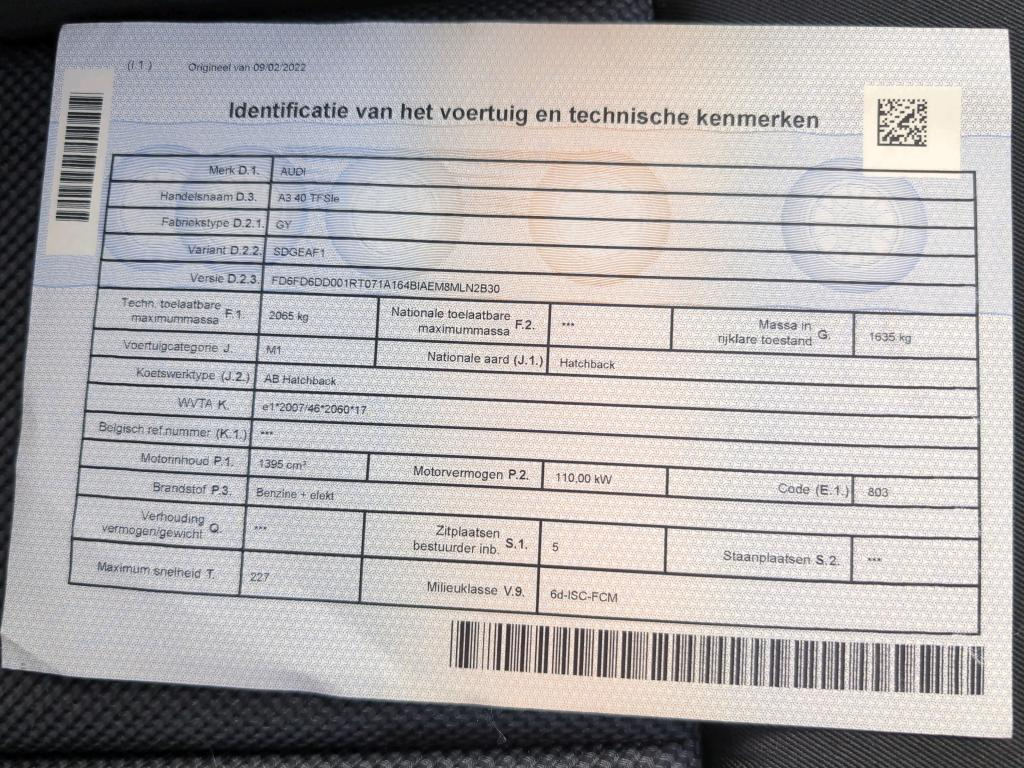 (I.1.) Origineel van 09/02/2022
Identificatie van het voertuig en technische kenmerken
Merk D.1. AUDI
Handelsnaam D.3. A3 40 TFSIe
Fabriekstype D.2.1. GY
Variant D.2.2. SDGEAF1
Versie D.2.3. FD6FD6DD001RT071A164BIAEM8MLN2B30
Techn. toelaatbare maximummassa F.1. 2065 kg Nationale toelaatbare maximummassa F.2. *** Massa in rijklare toestand G. 1635 kg
Voertuigcategorie J. M1 Nationale aard (J.1.) Hatchback
Koetswerktype (J.2.) AB Hatchback
WVTA K. e1*2007/46*2060*17
Belgisch ref.nummer (K.1.) ***
Motorinhoud P.1. 1395 cm³ Motorvermogen P.2. 110,00 kW Code (E.1.) 803
Brandstof P.3. Benzine + elekt
Verhouding vermogen/gewicht Q. *** Zitplaatsen bestuurder inb. S.1. 5 Staanplaatsen S.2. ***
Maximum snelheid T. 227 Milieuklasse V.9. 6d-ISC-FCM